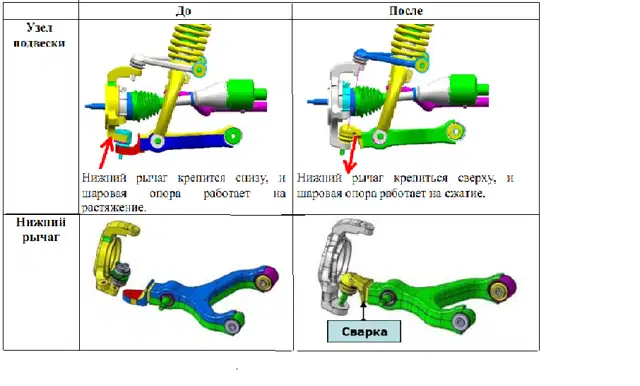 До
После
Узел
подвески
Нижний рычаг крепится снизу, и
шаровая опора работает на
растяжение.
Нижний рычаг крепиться сверху, и
шаровая опора работает на сжатие.
Нижний
рычаг
Сварка